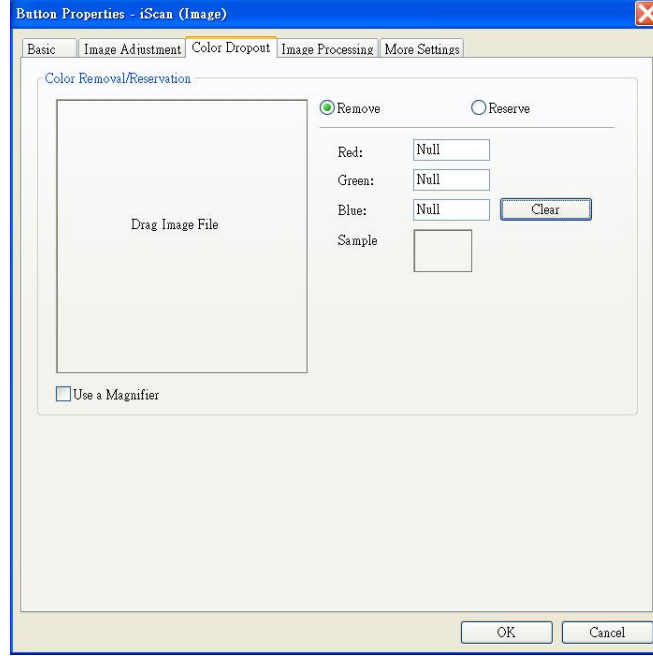 Button Properties - iScan (Image)
Basic Image Adjustment Color Dropout Image Processing More Settings
Color Removal/Reservation
Remove Reserve
Red: Null
Green: Null
Blue: Null Clear
Drag Image File
Sample
Use a Magnifier
OK Cancel